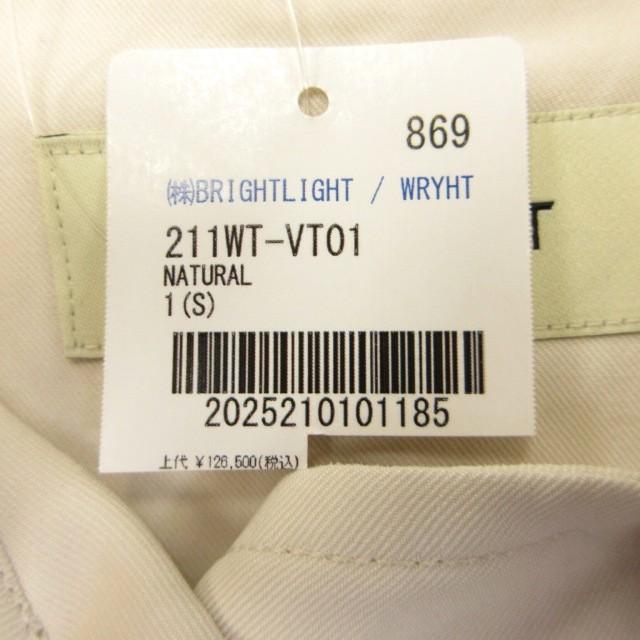 869
㈱BRIGHTLIGHT / WRYHT
211WT-VT01
NATURAL
1(S)
2025210101185
上代 ¥126,500(税込)
T